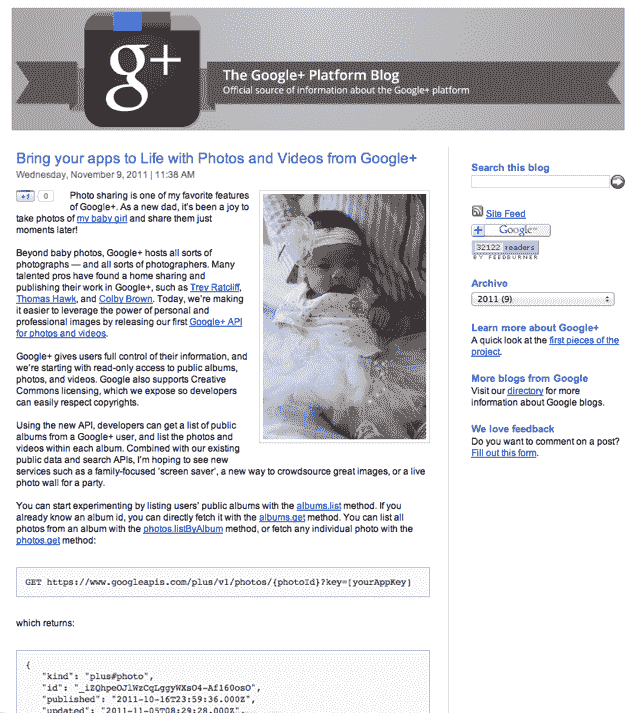 g+
The Google+ Platform Blog
Official source of information about the Google+ platform
Bring your apps to Life with Photos and Videos from Google+
Wednesday, November 9, 2011 | 11:38 AM
+1 0
Photo sharing is one of my favorite features
of Google+. As a new dad, it's been a joy to
take photos of my baby girl and share them just
moments later!
Beyond baby photos, Google+ hosts all sorts of
photographs — and all sorts of photographers. Many
talented pros have found a home sharing and
publishing their work in Google+, such as Trey Ratcliff,
Thomas Hawk, and Colby Brown. Today, we're making
it easier to leverage the power of personal and
professional images by releasing our first Google+ API
for photos and videos.
Google+ gives users full control of their information, and
we're starting with read-only access to public albums,
photos, and videos. Google also supports Creative
Commons licensing, which we expose so developers
can easily respect copyrights.
Using the new API, developers can get a list of public
albums from a Google+ user, and list the photos and
videos within each album. Combined with our existing
public data and search APIs, I'm hoping to see new
services such as a family-focused 'screen saver', a new way to crowdsource great images, or a live
photo wall for a party.
You can start experimenting by listing users' public albums with the albums.list method. If you
already know an album id, you can directly fetch it with the albums.get method. You can list all
photos from an album with the photos.listByAlbum method, or fetch any individual photo with the
photos.get method:
GET https://www.googleapis.com/plus/v1/photos/{photoId}?key=[yourAppKey]
which returns:
{
"kind": "plus#photo",
"id": "_iZQhpeOJlWzCqLggyWXsO4-Af160osO",
"published": "2011-10-16T23:59:36.000Z",
"updated": "2011-11-05T08:29:28.000Z",
Search this blog
Site Feed
+ Google™
32122 readers
BY FEEDBURNER
Archive
2011 (9)
Learn more about Google+
A quick look at the first pieces of the
project.
More blogs from Google
Visit our directory for more
information about Google blogs.
We love feedback
Do you want to comment on a post?
Fill out this form.